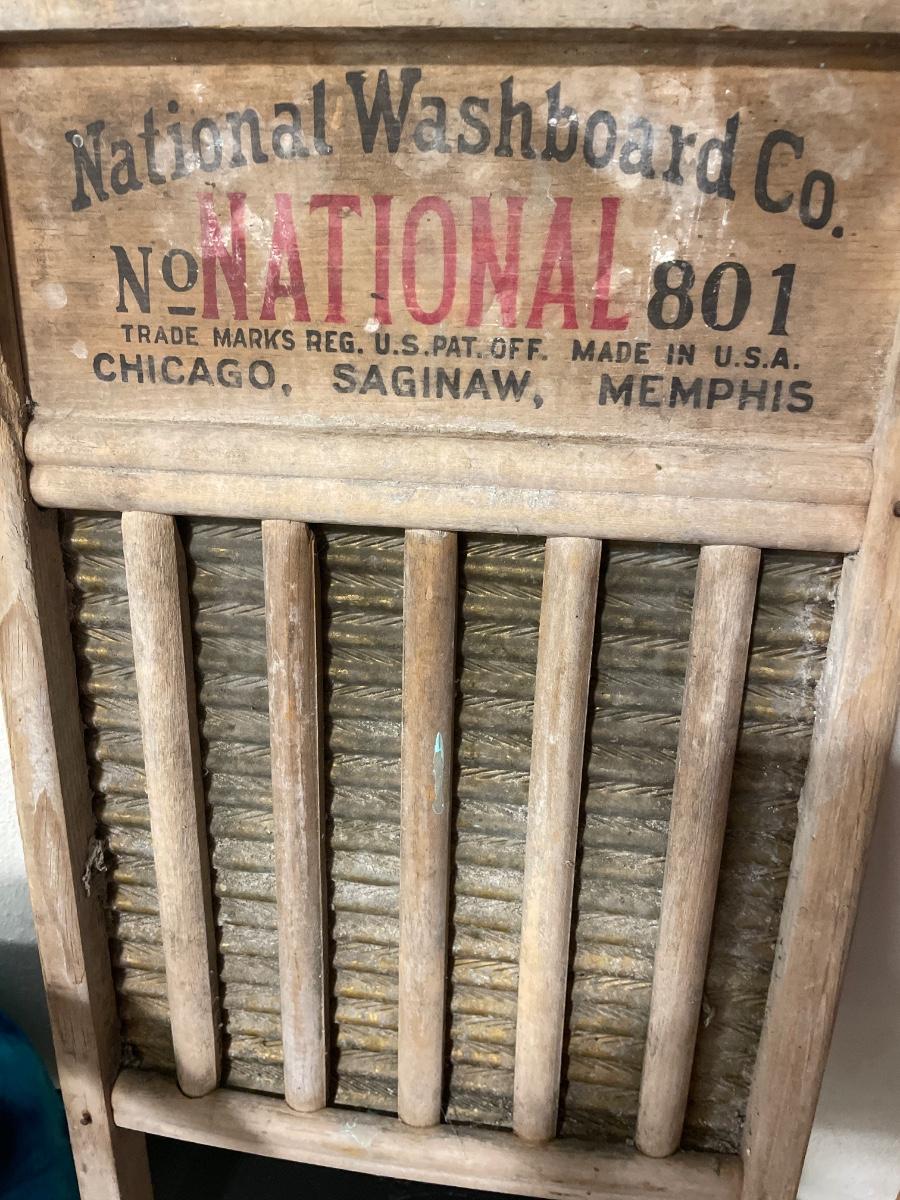 National Washboard Co.
No NATIONAL 801
TRADE MARKS REG. U.S.PAT.OFF. MADE IN U.S.A.
CHICAGO, SAGINAW, MEMPHIS